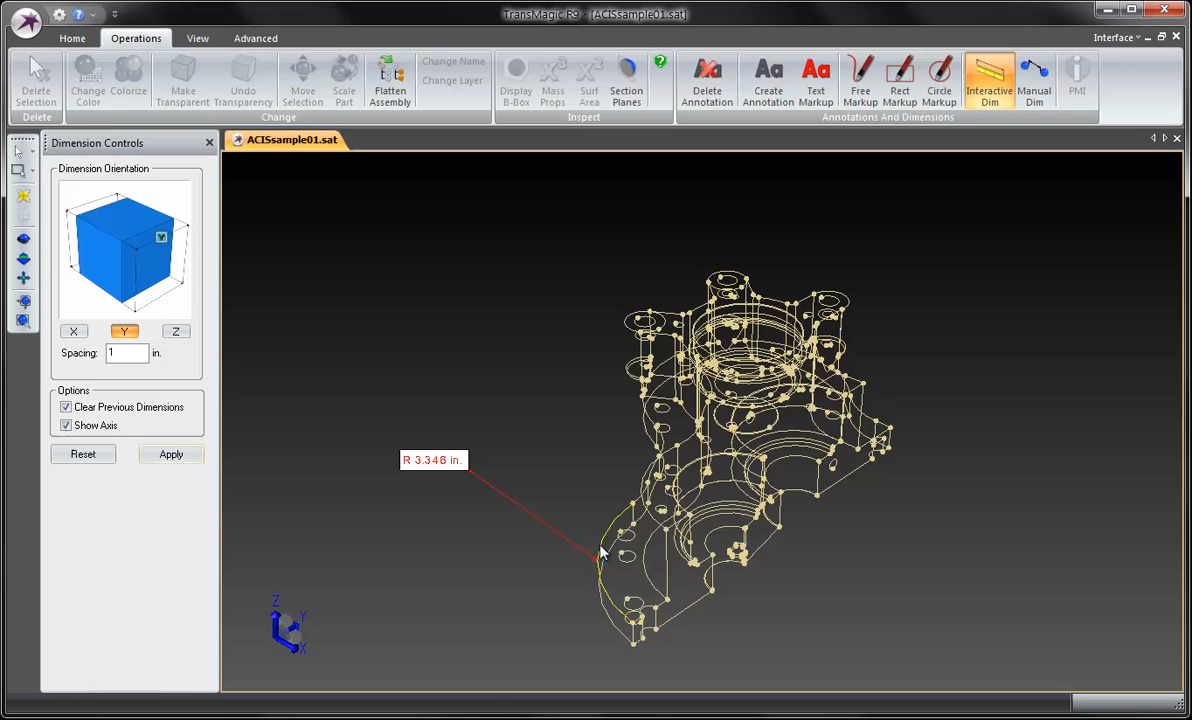 TransMagic R9 - [ACISsample01.sat]
Home
Operations
View
Advanced
Interface
Delete Selection
Change Color
Colorize
Make Transparent
Undo Transparency
Move Selection
Scale Part
Flatten Assembly
Change Name
Change Layer
Display B-Box
Mass Props
Surf Area
Section Planes
Delete Annotation
Create Annotation
Text Markup
Free Markup
Rect Markup
Circle Markup
Interactive Dim
Manual Dim
PMI
Delete
Change
Inspect
Annotations And Dimensions
Dimension Controls
ACISsample01.sat
Dimension Orientation
Y
X
Y
Z
Spacing: 1 in.
Options
Clear Previous Dimensions
Show Axis
Reset
Apply
R 3.346 in.
Z
Y
X